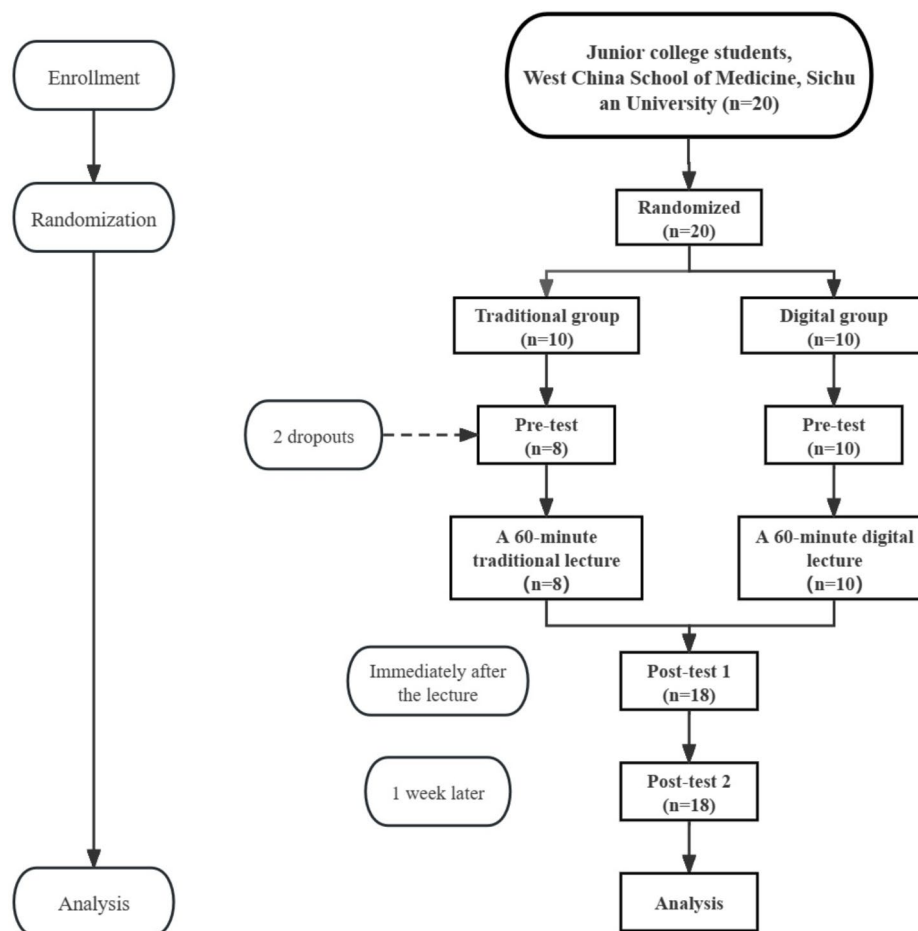 Enrollment
Junior college students,
West China School of Medicine, Sichu
an University (n=20)
Randomization
Randomized
(n=20)
Traditional group
(n=10)
Digital group
(n=10)
2 dropouts
Pre-test
(n=8)
Pre-test
(n=10)
A 60-minute
traditional lecture
(n=8)
A 60-minute digital
lecture
(n=10)
Immediately after
the lecture
Post-test 1
(n=18)
1 week later
Post-test 2
(n=18)
Analysis
Analysis